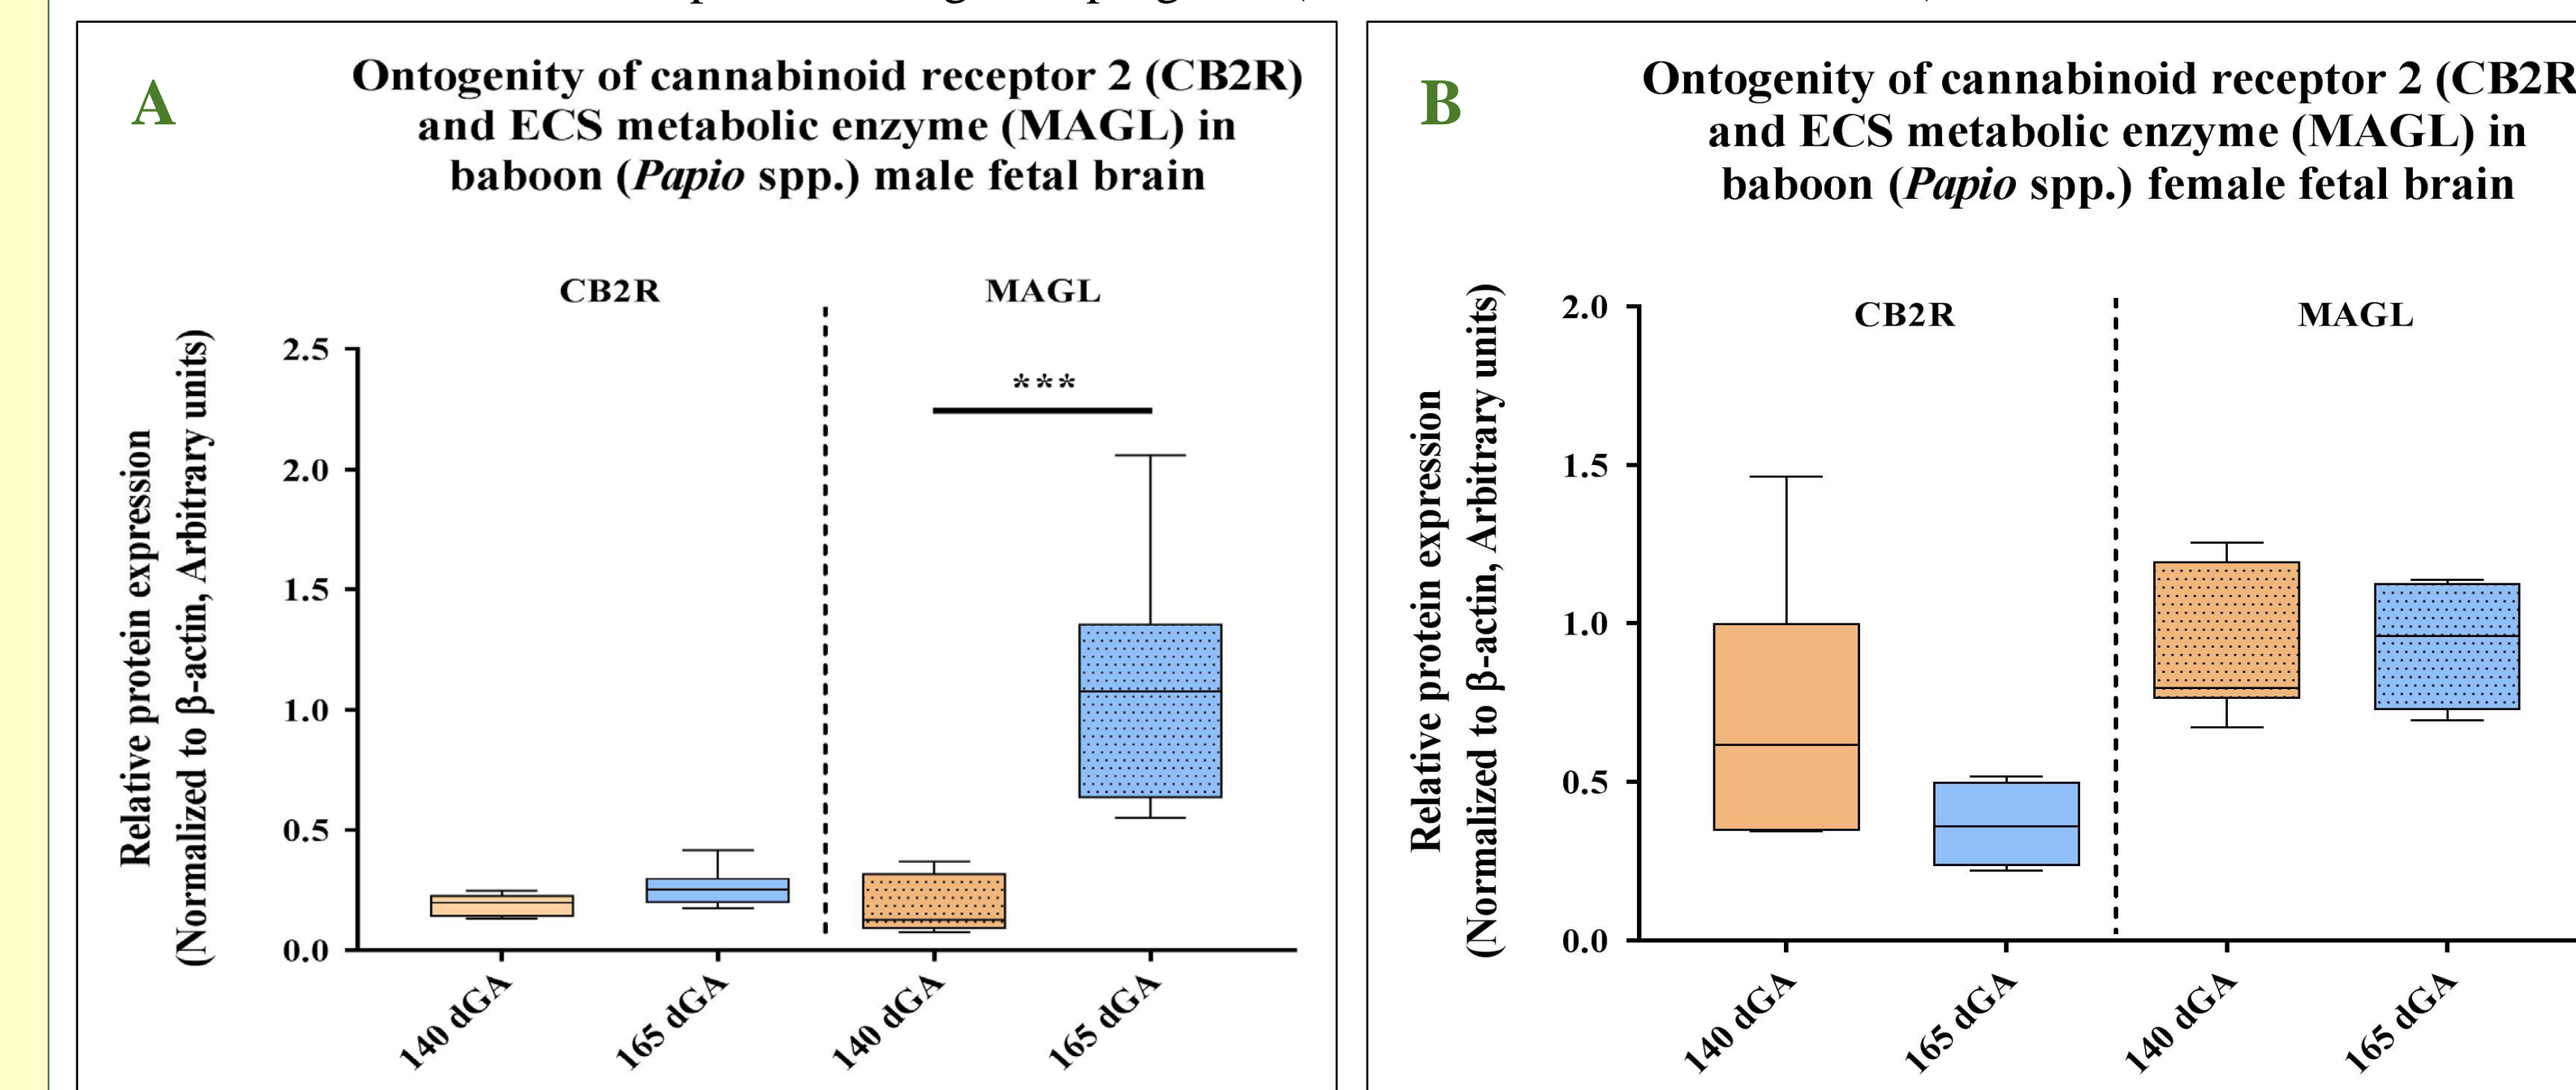 A
Ontogenity of cannabinoid receptor 2 (CB2R)
and ECS metabolic enzyme (MAGL) in
baboon (Papio spp.) male fetal brain
CB2R
MAGL
Relative protein expression
(Normalized to β-actin, Arbitrary units)
2.5
2.0
1.5
1.0
0.5
0.0
***
140 dGA
165 dGA
140 dGA
165 dGA
B
Ontogenity of cannabinoid receptor 2 (CB2R
and ECS metabolic enzyme (MAGL) in
baboon (Papio spp.) female fetal brain
CB2R
MAGL
Relative protein expression
(Normalized to β-actin, Arbitrary units)
2.0
1.5
1.0
0.5
0.0
140 dGA
165 dGA
140 dGA
165 dGA